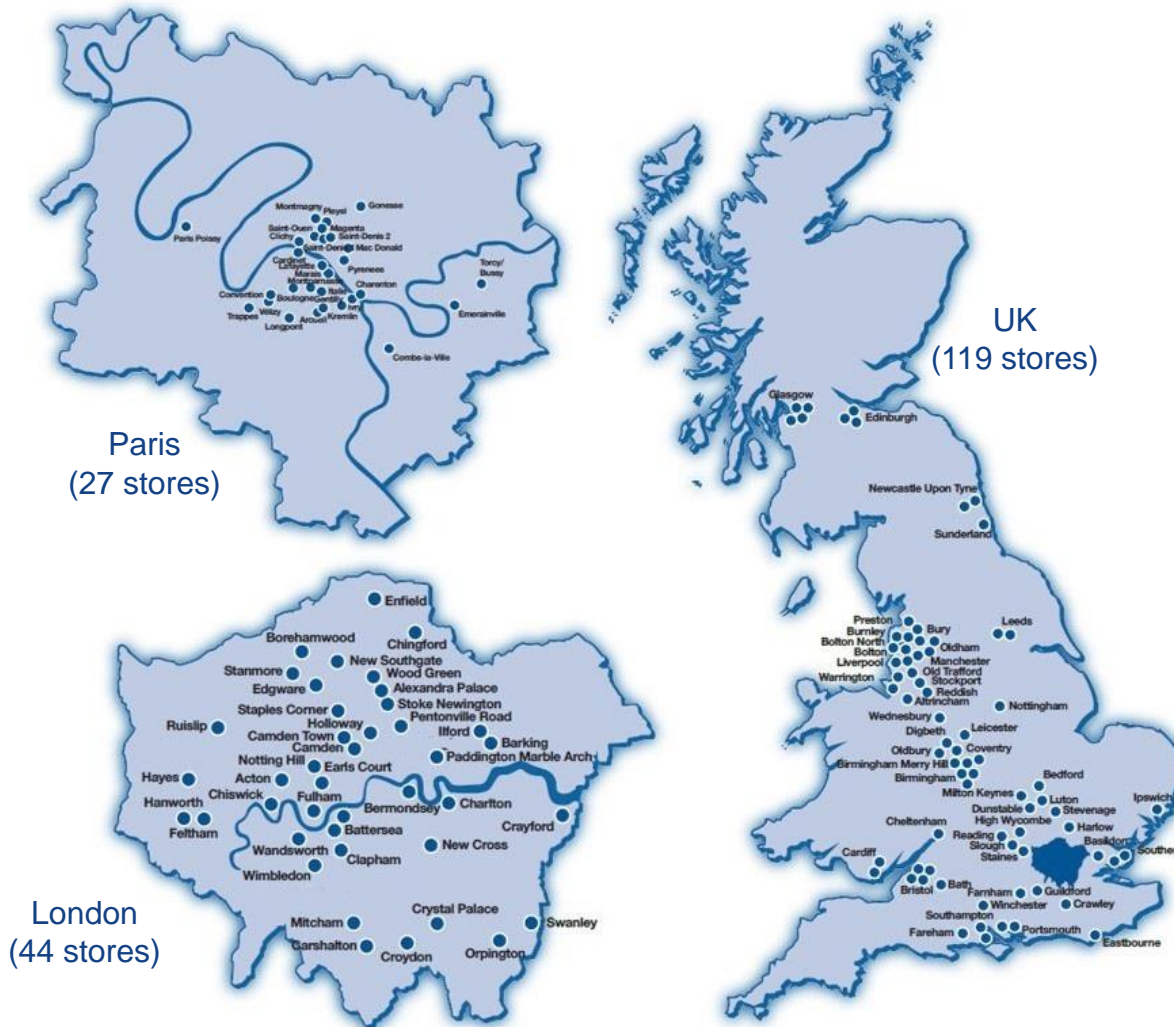 Montmagny
Gonesse
Pleyel
Saint-Ouen
Magenta
Clichy
Saint-Denis 2
Paris Poissy
Mac Donald
Cardinet
Lafayette
Pyrenees
Marais
Torcy/
Bussy
Charenton
Convention
Boulogne
Italie
Gentilly
Ivry
Trappes
Vélizy
Kremlin
Longpont
Emerainville
Combe-la-Ville
Paris
(27 stores)
UK
(119 stores)
Glasgow
Edinburgh
Newcastle Upon Tyne
Sunderland
Preston
Burnley
Bury
Leeds
Bolton North
Oldham
Bolton
Liverpool
Manchester
Old Trafford
Warrington
Stockport
Reddish
Altrincham
Nottingham
Wednesbury
Leicester
Digbeth
Oldbury
Coventry
Birmingham Merry Hill
Birmingham
Bedford
Milton Keynes
Luton
Dunstable
Stevenage
Ipswich
High Wycombe
Cheltenham
Reading
Harlow
Slough
Basildon
Staines
Cardiff
Bristol
Bath
Farnham
Guildford
Winchester
Crawley
Southampton
Fareham
Portsmouth
Eastbourne
Enfield
Chingford
Borehamwood
New Southgate
Stanmore
Wood Green
Edgware
Alexandra Palace
Stoke Newington
Staples Corner
Pentonville Road
Ruislip
Holloway
Ilford
Camden Town
Barking
Camden
Paddington Marble Arch
Notting Hill
Earls Court
Hayes
Acton
Chiswick
Fulham
Hanworth
Bermondsey
Charlton
Feltham
Crayford
Battersea
Wandsworth
New Cross
Clapham
Wimbledon
Mitcham
Crystal Palace
Swanley
Carshalton
Croydon
Orpington
London
(44 stores)